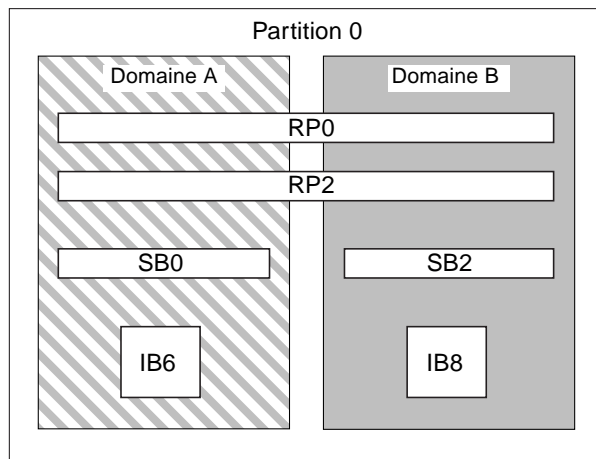 Partition 0
Domaine A
Domaine B
RP0
RP2
SB0
SB2
IB6
IB8